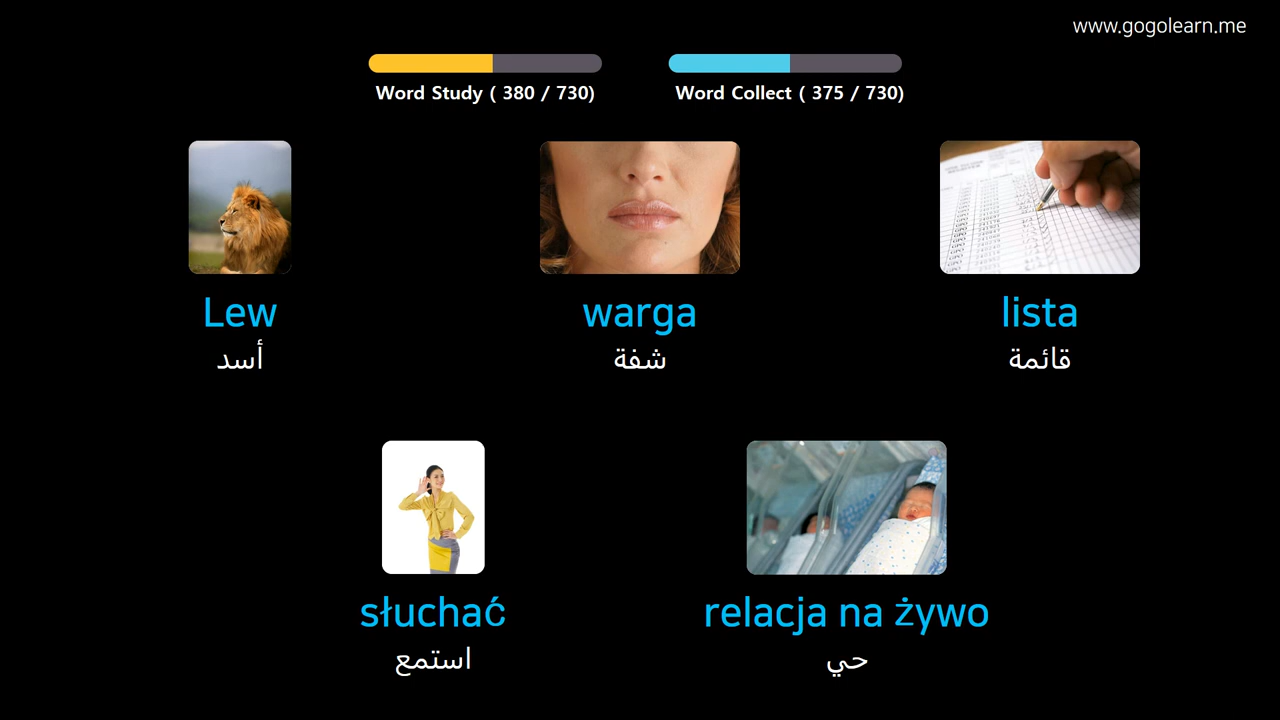 www.gogolearn.me
Word Study ( 380 / 730)
Word Collect ( 375 / 730)
Lew
أسد
warga
شفة
lista
قائمة
słuchać
استمع
relacja na żywo
حي